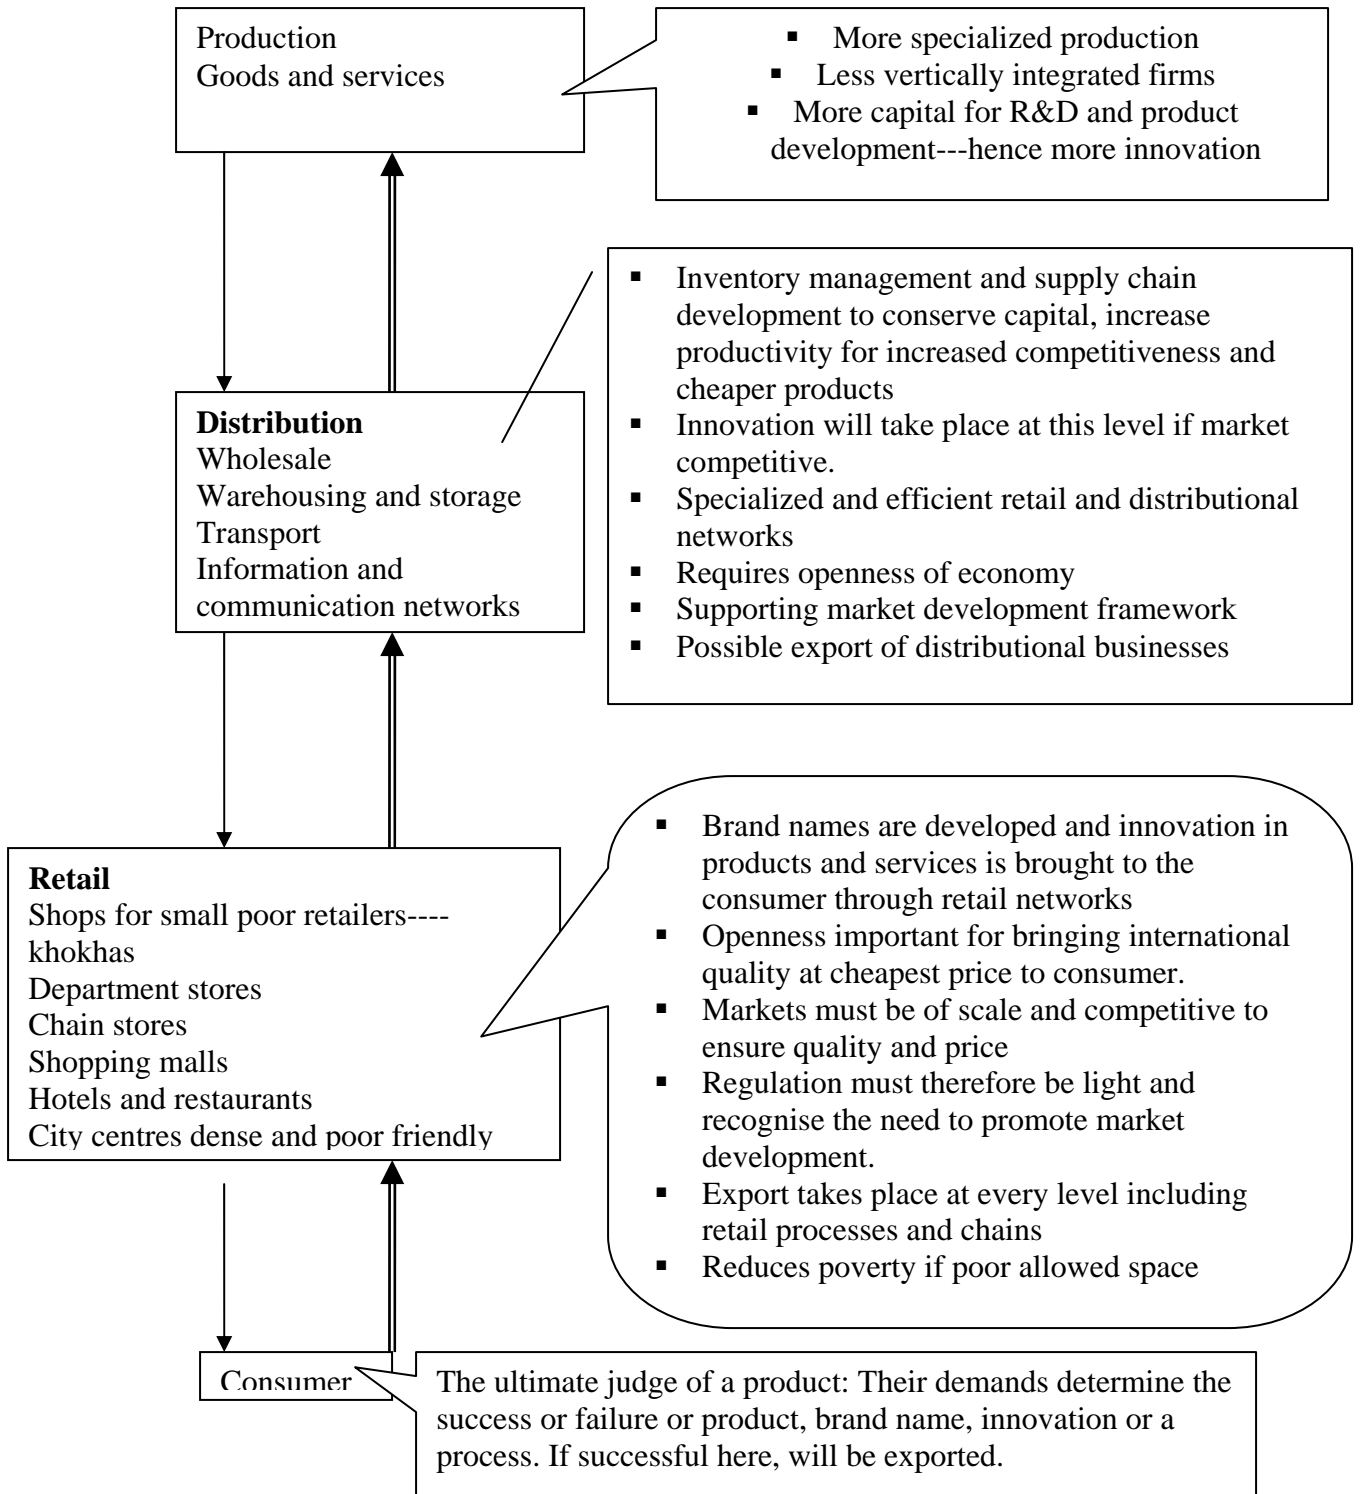 Production
Goods and services
▪ More specialized production
▪ Less vertically integrated firms
▪ More capital for R&D and product
development---hence more innovation
▪ Inventory management and supply chain
development to conserve capital, increase
productivity for increased competitiveness and
cheaper products
▪ Innovation will take place at this level if market
competitive.
▪ Specialized and efficient retail and distributional
networks
▪ Requires openness of economy
▪ Supporting market development framework
▪ Possible export of distributional businesses
Distribution
Wholesale
Warehousing and storage
Transport
Information and
communication networks
▪ Brand names are developed and innovation in
products and services is brought to the
consumer through retail networks
▪ Openness important for bringing international
quality at cheapest price to consumer.
▪ Markets must be of scale and competitive to
ensure quality and price
▪ Regulation must therefore be light and
recognise the need to promote market
development.
▪ Export takes place at every level including
retail processes and chains
▪ Reduces poverty if poor allowed space
Retail
Shops for small poor retailers----
khokhas
Department stores
Chain stores
Shopping malls
Hotels and restaurants
City centres dense and poor friendly
Consumer
The ultimate judge of a product: Their demands determine the
success or failure or product, brand name, innovation or a
process. If successful here, will be exported.